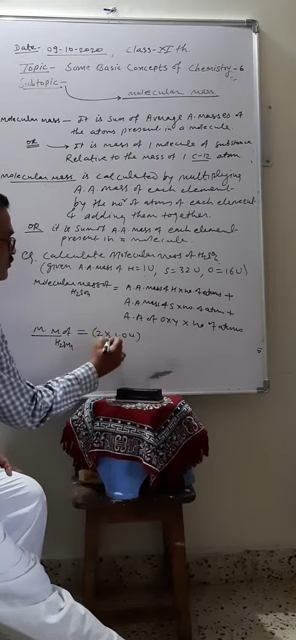 Date- 09-10-2020, Class-XIth.
Topic- Some Basic Concepts of Chemistry-6
Subtopic-
molecular mass
molecular mass - It is sum of Average A. masses of
the atoms present in a molecule.
OR → It is mass of 1 molecule of substance
Relative to the mass of 1 C-12 atom.
molecular mass is calculated by multiplying
A.A mass of each element
by the no. of atoms of each element
& adding them together.
OR it is sum of A.A. mass of each element
present in a molecule
eg. Calculate molecular mass of H2SO4
(given A.A mass of H=1U, S=32U, O=16U)
molecular mass of H2SO4 = A.A. mass of H x no. of atoms +
A.A mass of S x no. of atoms +
A.A of oxy x no. of atoms
M.M of H2SO4 = (2 x 1.0u)